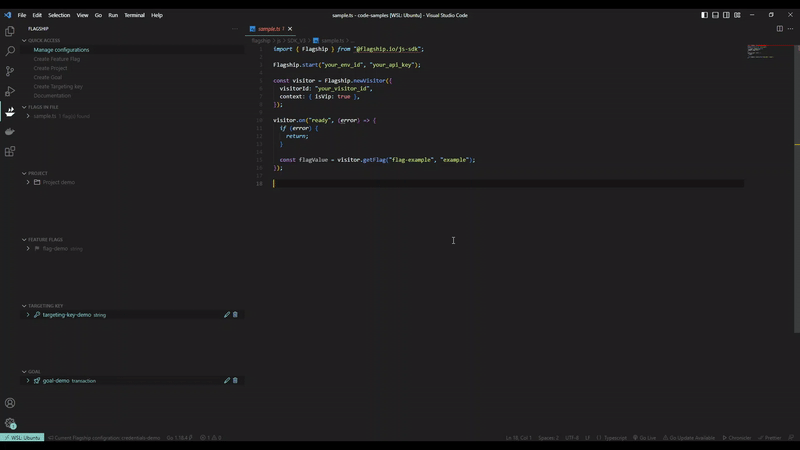 File Edit Selection View Go Run Terminal Help
sample.ts - code-samples [WSL: Ubuntu] - Visual Studio Code
FLAGSHIP
QUICK ACCESS
Manage configurations
Create Feature Flag
Create Project
Create Goal
Create Targeting key
Documentation
FLAGS IN FILE
sample.ts 1 flag(s) found
PROJECT
Project demo
FEATURE FLAGS
flag-demo string
TARGETING KEY
targeting-key-demo string
GOAL
goal-demo transaction
sample.ts 1
flagship > js > SDK_V3 > sample.ts > ...
1 import { Flagship } from "@flagship.io/js-sdk";
2
3 Flagship.start("your_env_id", "your_api_key");
4
5 const visitor = Flagship.newVisitor({
6 visitorId: "your_visitor_id",
7 context: { isVip: true },
8 });
9
10 visitor.on("ready", (error) => {
11 if (error) {
12 return;
13 }
14
15 const flagValue = visitor.getFlag("flag-example", "example");
16 });
17
18
WSL: Ubuntu
Current Flagship configuration: credentials-demo
Go 1.18.4
1 6
Ln 18, Col 1
Spaces: 2
UTF-8
LF
Typescript
Go Live
Go Update Available
Chronicler
Prettier